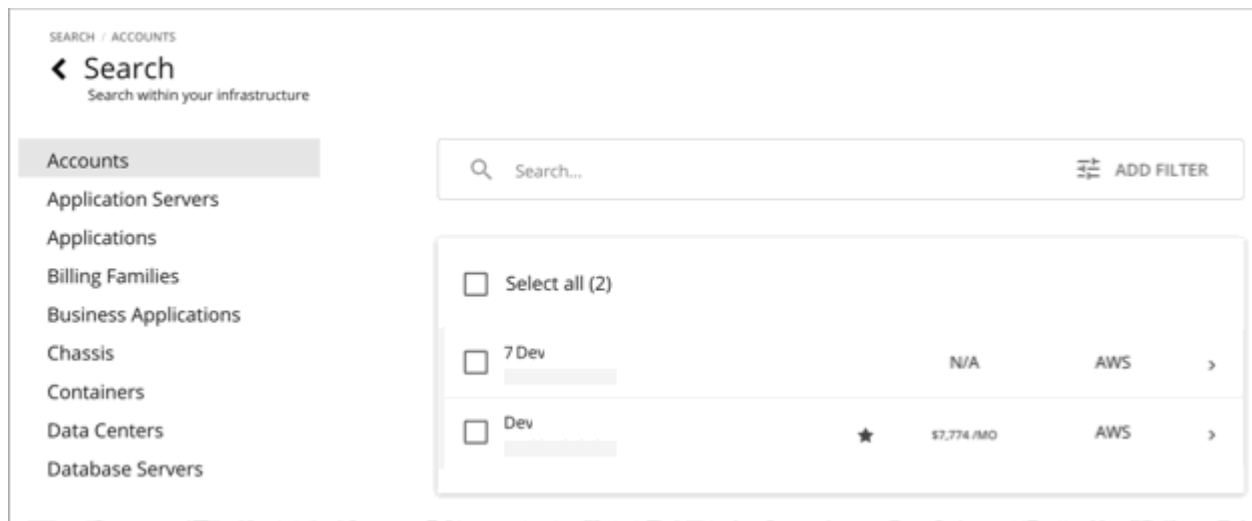 SEARCH / ACCOUNTS
Search
Search within your infrastructure
Accounts
Application Servers
Applications
Billing Families
Business Applications
Chassis
Containers
Data Centers
Database Servers
Search...
ADD FILTER
Select all (2)
7 Dev
N/A
AWS
Dev
$7,774 /MO
AWS